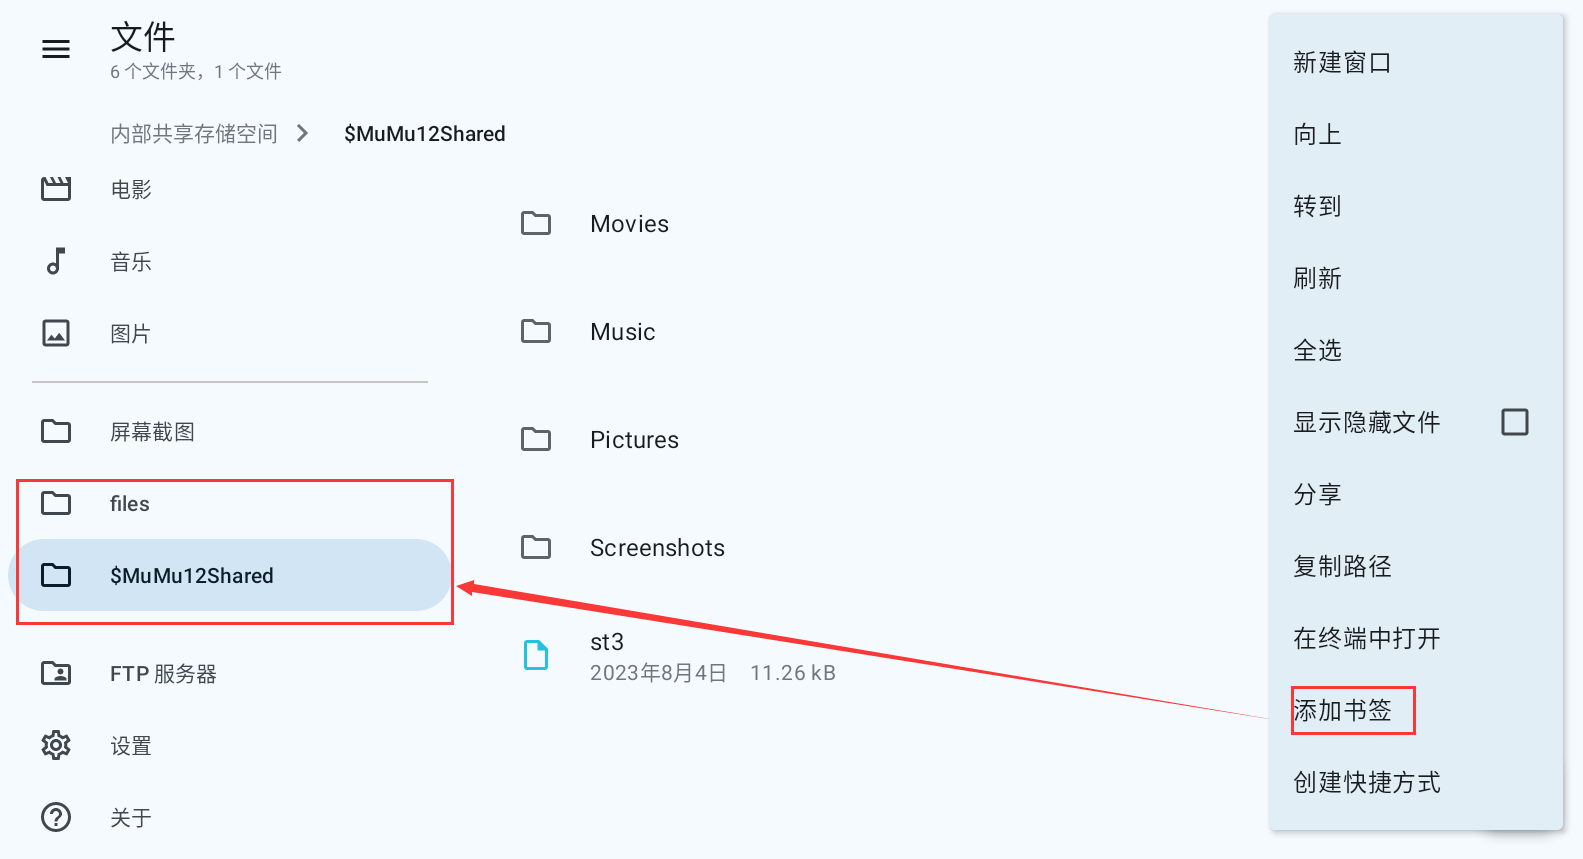 文件
6 个文件夹，1 个文件
内部共享存储空间
$MuMu12Shared
电影
音乐
图片
屏幕截图
files
$MuMu12Shared
FTP 服务器
设置
关于
Movies
Music
Pictures
Screenshots
st3
2023年8月4日 11.26 kB
新建窗口
向上
转到
刷新
全选
显示隐藏文件
分享
复制路径
在终端中打开
添加书签
创建快捷方式